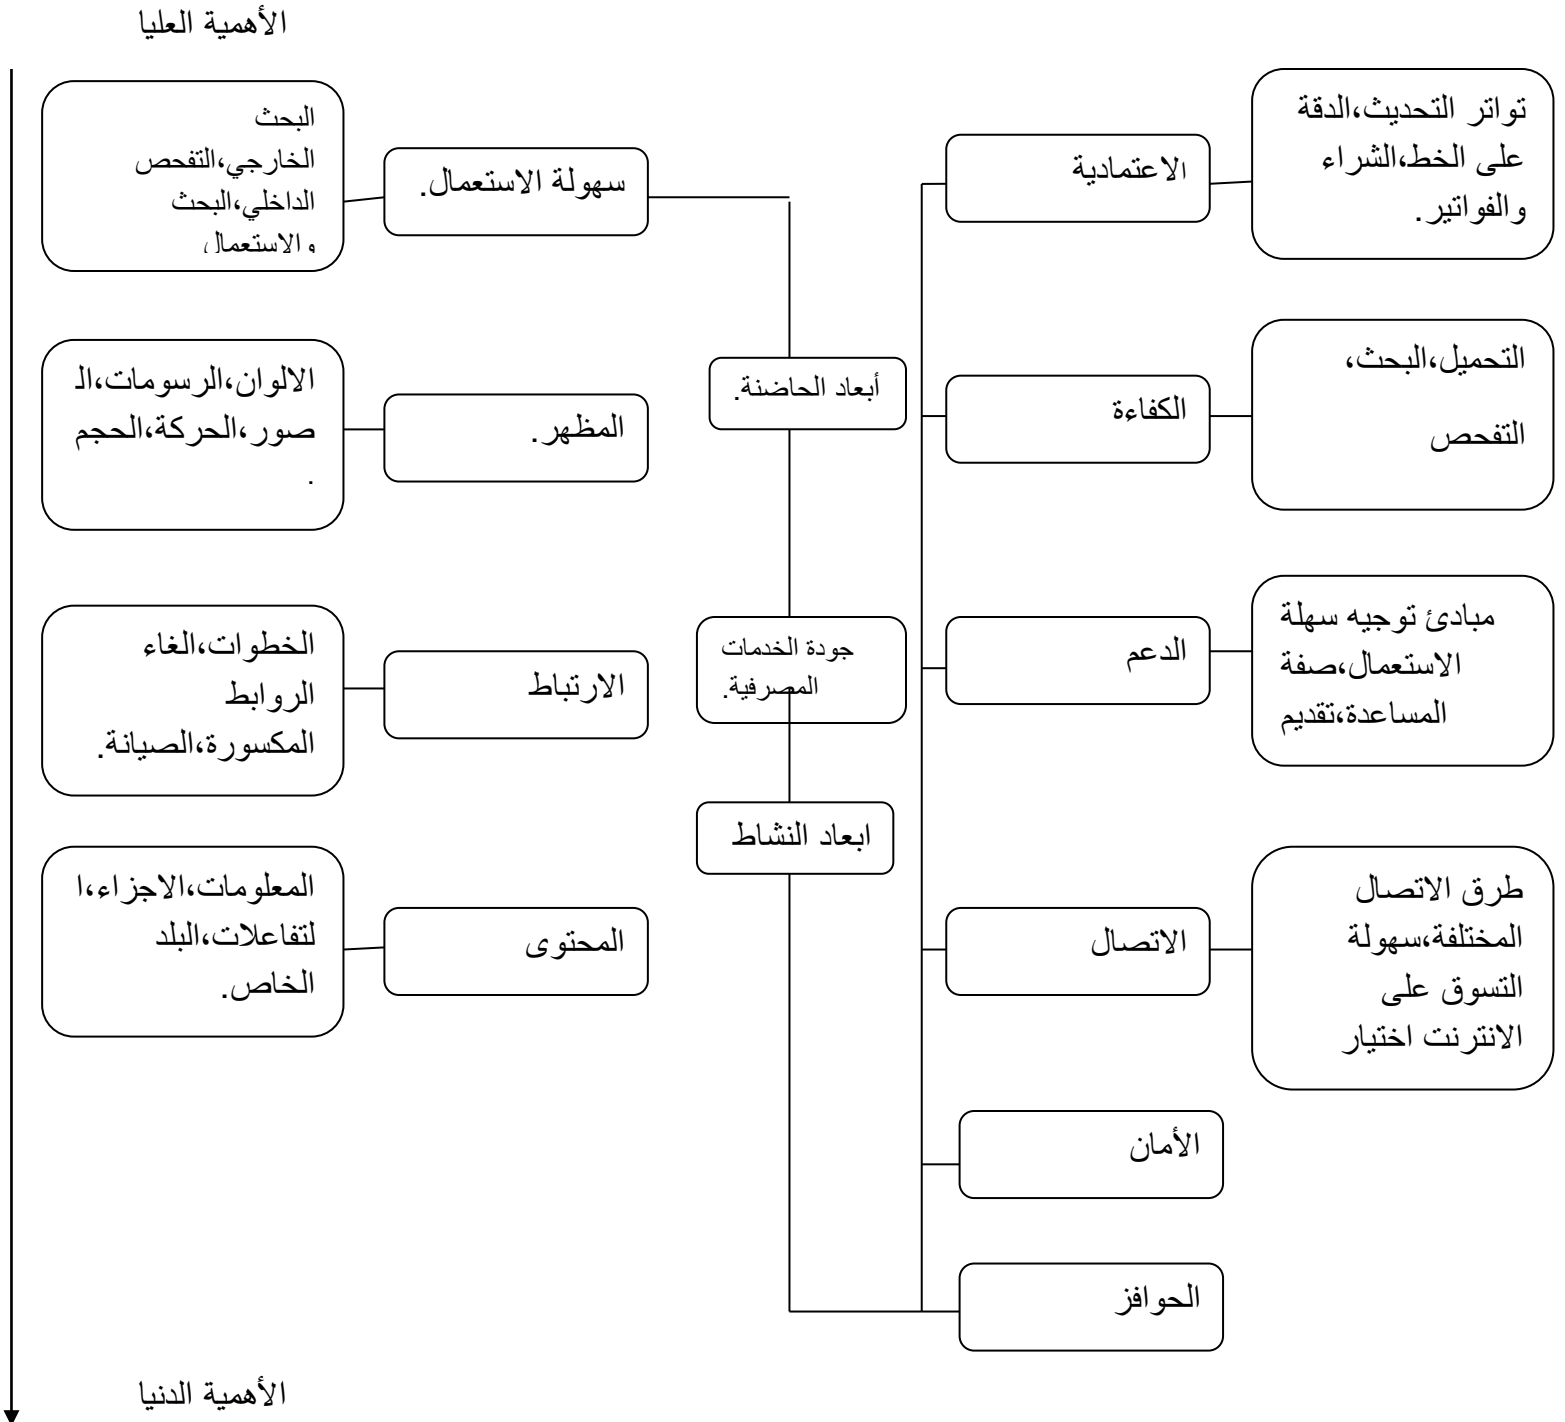 الأهمية العليا
تواتر التحديث،الدقة
على الخط،الشراء
والفواتير.
الاعتمادية
سهولة الاستعمال.
البحث
الخارجي،التفحص
الداخلي،البحث
والاستعمال
التحميل،البحث،
التفحص
الكفاءة
أبعاد الحاضنة.
المظهر.
الالوان،الرسومات،الـ
صور،الحركة،الحجم
.
مبادئ توجيه سهلة
الاستعمال،صفة
المساعدة،تقديم
الدعم
جودة الخدمات
المصرفية.
الارتباط
الخطوات،الغاء
الروابط
المكسورة،الصيانة.
ابعاد النشاط
طرق الاتصال
المختلفة،سهولة
التسوق على
الانترنت اختيار
الاتصال
المحتوى
المعلومات،الاجزاء،ا
لتفاعلات،البلد
الخاص.
الأمان
الحوافز
الأهمية الدنيا